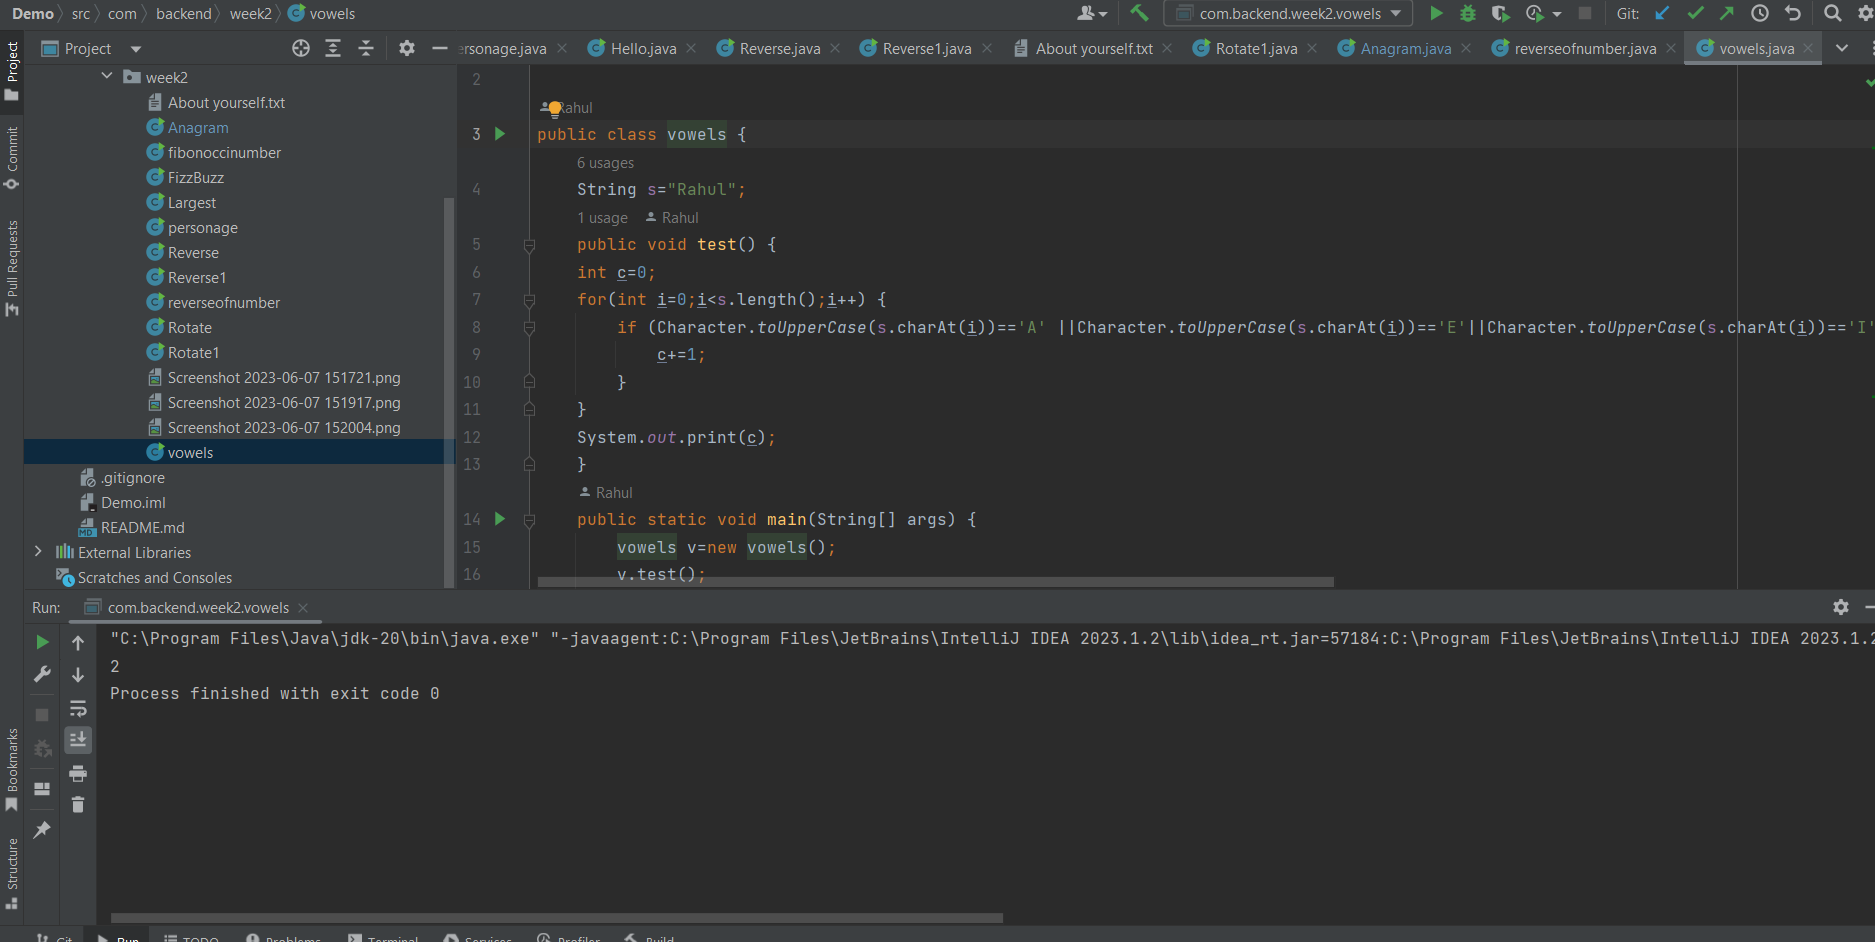 Demo src com backend week2 vowels
com.backend.week2.vowels Git:
Project
ersonage.java Hello.java Reverse.java Reverse1.java About yourself.txt Rotate1.java Anagram.java reverseofnumber.java vowels.java
Project
Commit
Pull Requests
Bookmarks
Structure
week2
About yourself.txt
Anagram
fibonoccinumber
FizzBuzz
Largest
personage
Reverse
Reverse1
reverseofnumber
Rotate
Rotate1
Screenshot 2023-06-07 151721.png
Screenshot 2023-06-07 151917.png
Screenshot 2023-06-07 152004.png
vowels
.gitignore
Demo.iml
README.md
External Libraries
Scratches and Consoles
2
Rahul
3 public class vowels {
6 usages
4 String s="Rahul";
1 usage Rahul
5 public void test() {
6 int c=0;
7 for(int i=0;i<s.length();i++) {
8 if (Character.toUpperCase(s.charAt(i))=='A' ||Character.toUpperCase(s.charAt(i))=='E'||Character.toUpperCase(s.charAt(i))=='I'
9 c+=1;
10 }
11 }
12 System.out.print(c);
13 }
Rahul
14 public static void main(String[] args) {
15 vowels v=new vowels();
16 v.test();
Run: com.backend.week2.vowels
"C:\Program Files\Java\jdk-20\bin\java.exe" "-javaagent:C:\Program Files\JetBrains\IntelliJ IDEA 2023.1.2\lib\idea_rt.jar=57184:C:\Program Files\JetBrains\IntelliJ IDEA 2023.1.2
2
Process finished with exit code 0
Git Run TODO Problems Terminal Services Profiler Build